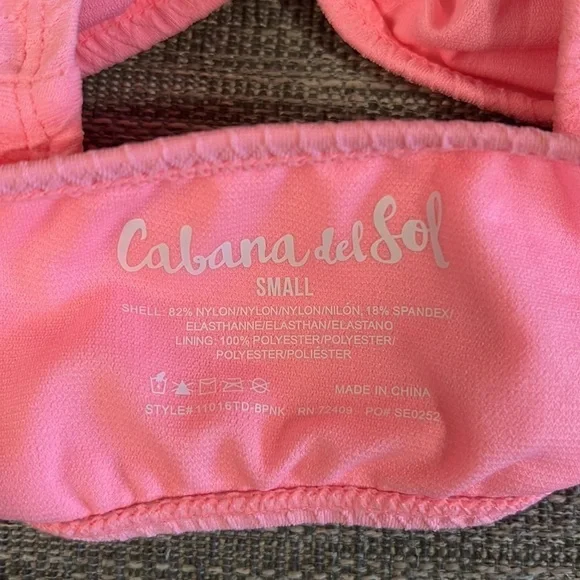 Cabana del Sol
SMALL
SHELL: 82% NYLON/NYLON/NYLON/NILÓN, 18% SPANDEX/
ELASTHANNE/ELASTHAN/ELASTANO
LINING: 100% POLYESTER/POLYESTER/
POLYESTER/POLIÉSTER
MADE IN CHINA
STYLE# 11016TD-BPNK RN 72409 PO# SE0252